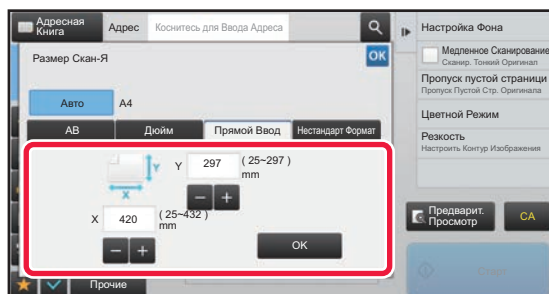 Адресная
Книга
Адрес
Коснитесь для Ввода Адреса
Размер Скан-Я
OK
Авто
A4
AB
Дюйм
Прямой Ввод
Нестандарт Формат
Y
X
Y
297
(25~297)
mm
X
420
(25~432)
mm
OK
Прочие
Настройка Фона
Медленное Сканирование
Сканир. Тонкий Оригинал
Пропуск пустой страници
Пропуск Пустой Стр. Оригинала
Цветной Режим
Резкость
Настроить Контур Изображения
Предварит.
Просмотр
CA
Старт